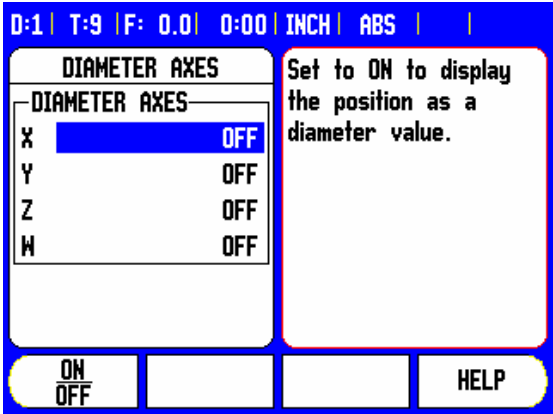 D:1| T:9 |F: 0.0| 0:00|INCH| ABS | |
DIAMETER AXES
DIAMETER AXES
X OFF
Y OFF
Z OFF
W OFF
Set to ON to display
the position as a
diameter value.
ON
OFF
HELP